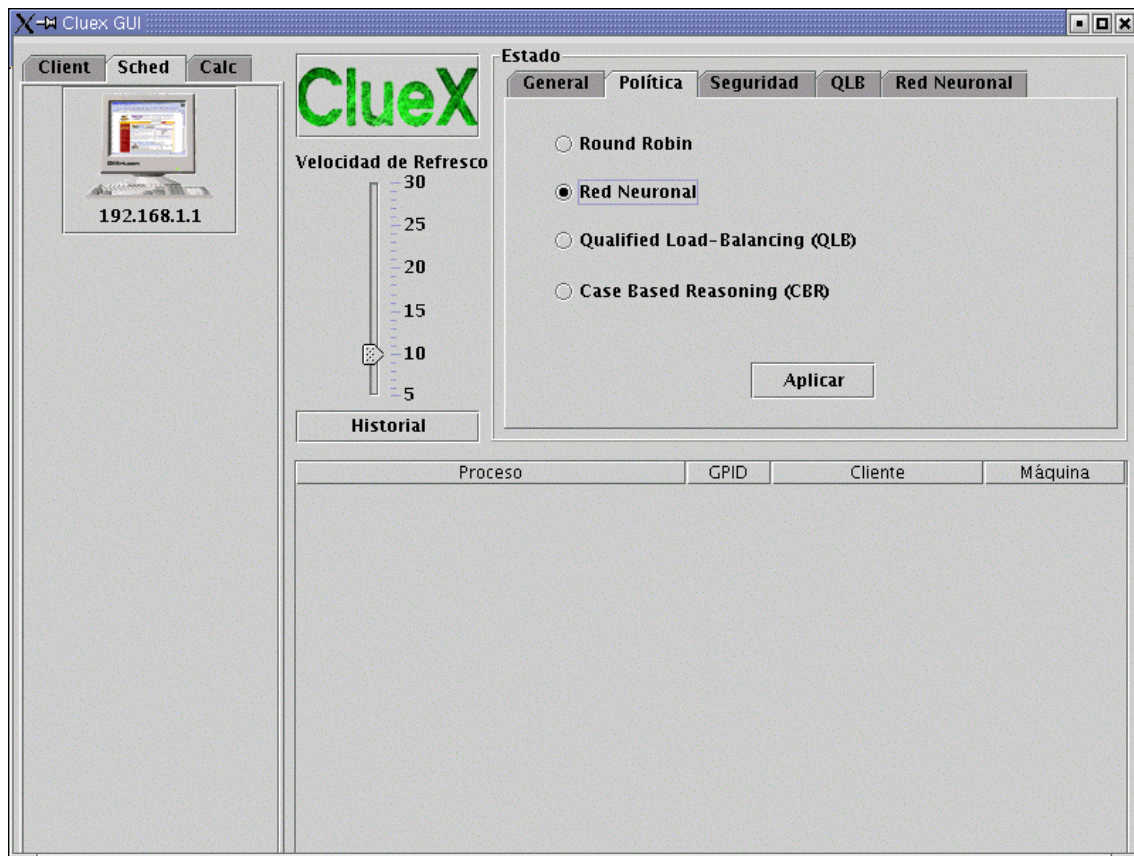 Cluex GUI
Client Sched Calc
192.168.1.1
ClueX
Velocidad de Refresco
30
25
20
15
10
5
Historial
Estado
General Política Seguridad QLB Red Neuronal
Round Robin
Red Neuronal
Qualified Load-Balancing (QLB)
Case Based Reasoning (CBR)
Aplicar
Proceso GPID Cliente Máquina